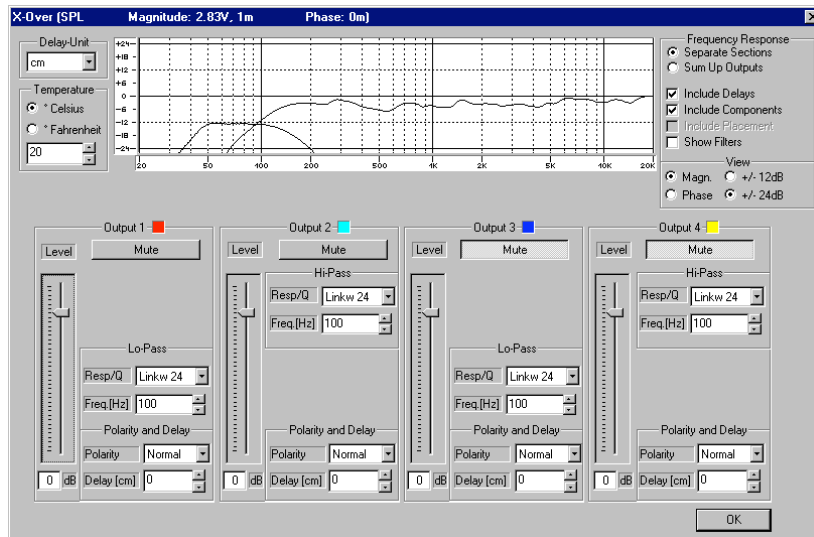 X-Over (SPL Magnitude: 2.83V, 1m Phase: 0m)
Delay-Unit
cm
Temperature
° Celsius
° Fahrenheit
20
+24
+18
+12
+6
0
-6
-12
-18
-24
20 50 100 200 500 1K 2K 5K 10K 20K
Frequency Response
Separate Sections
Sum Up Outputs
Include Delays
Include Components
Include Placement
Show Filters
View
Magn. +/- 12dB
Phase +/- 24dB
Output 1
Level Mute
Lo-Pass
Resp/Q Linkw 24
Freq.[Hz] 100
Polarity and Delay
Polarity Normal
0 dB Delay [cm] 0
Output 2
Level Mute
Hi-Pass
Resp/Q Linkw 24
Freq.[Hz] 100
Polarity and Delay
Polarity Normal
0 dB Delay [cm] 0
Output 3
Level Mute
Lo-Pass
Resp/Q Linkw 24
Freq.[Hz] 100
Polarity and Delay
Polarity Normal
0 dB Delay [cm] 0
Output 4
Level Mute
Hi-Pass
Resp/Q Linkw 24
Freq.[Hz] 100
Polarity and Delay
Polarity Normal
0 dB Delay [cm] 0
OK